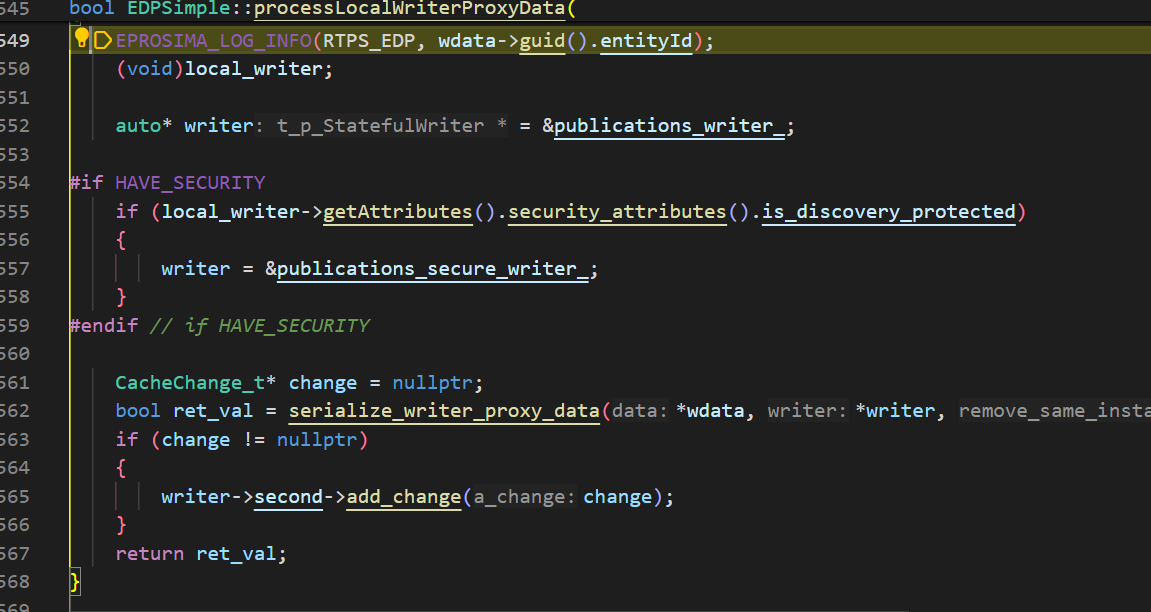 545 bool EDPSimple::processLocalWriterProxyData(
549 EPROSIMA_LOG_INFO(RTPS_EDP, wdata->guid().entityId);
550 (void)local_writer;
551
552 auto* writer: t_p_StatefulWriter * = &publications_writer_;
553
554 #if HAVE_SECURITY
555 if (local_writer->getAttributes().security_attributes().is_discovery_protected)
556 {
557 writer = &publications_secure_writer_;
558 }
559 #endif // if HAVE_SECURITY
560
561 CacheChange_t* change = nullptr;
562 bool ret_val = serialize_writer_proxy_data(data: *wdata, writer: *writer, remove_same_insta
563 if (change != nullptr)
564 {
565 writer->second->add_change(a_change: change);
566 }
567 return ret_val;
568 }
569